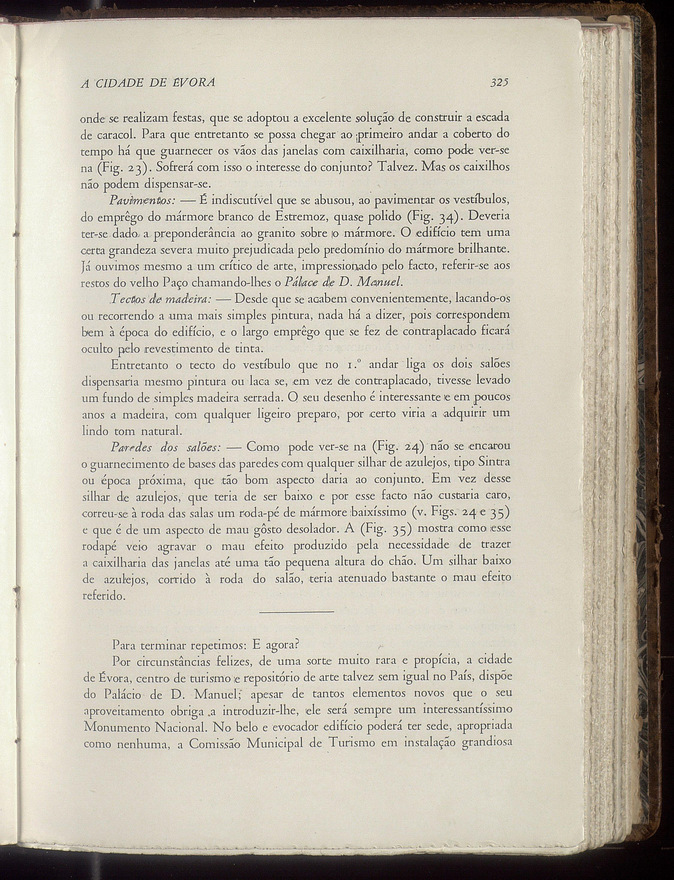 A CIDADE DE ÉVORA 325
onde se realizam festas, que se adoptou a excelente solução de construir a escada
de caracol. Para que entretanto se possa chegar ao primeiro andar a coberto do
tempo há que guarnecer os vãos das janelas com caixilharia, como pode ver-se
na (Fig. 23). Sofrerá com isso o interesse do conjunto? Talvez. Mas os caixilhos
não podem dispensar-se.
Pavimentos: — É indiscutível que se abusou, ao pavimentar os vestíbulos,
do emprêgo do mármore branco de Estremoz, quase polido (Fig. 34). Deveria
ter-se dado a preponderância ao granito sobre o mármore. O edifício tem uma
certa grandeza severa muito prejudicada pelo predomínio do mármore brilhante.
Já ouvimos mesmo a um crítico de arte, impressionado pelo facto, referir-se aos
restos do velho Paço chamando-lhes o Pálace de D. Manuel.
Tectos de madeira: — Desde que se acabem convenientemente, lacando-os
ou recorrendo a uma mais simples pintura, nada há a dizer, pois correspondem
bem à época do edifício, e o largo emprêgo que se fez de contraplacado ficará
oculto pelo revestimento de tinta.
Entretanto o tecto do vestíbulo que no 1.º andar liga os dois salões
dispensaria mesmo pintura ou laca se, em vez de contraplacado, tivesse levado
um fundo de simples madeira serrada. O seu desenho é interessante e em poucos
anos a madeira, com qualquer ligeiro preparo, por certo viria a adquirir um
lindo tom natural.
Paredes dos salões: — Como pode ver-se na (Fig. 24) não se encarou
o guarnecimento de bases das paredes com qualquer silhar de azulejos, tipo Sintra
ou época próxima, que tão bom aspecto daria ao conjunto. Em vez desse
silhar de azulejos, que teria de ser baixo e por esse facto não custaria caro,
correu-se à roda das salas um roda-pé de mármore baixíssimo (v. Figs. 24 e 35)
e que é de um aspecto de mau gôsto desolador. A (Fig. 35) mostra como esse
rodapé veio agravar o mau efeito produzido pela necessidade de trazer
a caixilharia das janelas até uma tão pequena altura do chão. Um silhar baixo
de azulejos, corrido à roda do salão, teria atenuado bastante o mau efeito
referido.
Para terminar repetimos: E agora?
Por circunstâncias felizes, de uma sorte muito rara e propícia, a cidade
de Évora, centro de turismo e repositório de arte talvez sem igual no País, dispõe
do Palácio de D. Manuel; apesar de tantos elementos novos que o seu
aproveitamento obriga a introduzir-lhe, ele será sempre um interessantíssimo
Monumento Nacional. No belo e evocador edifício poderá ter sede, apropriada
como nenhuma, a Comissão Municipal de Turismo em instalação grandiosa